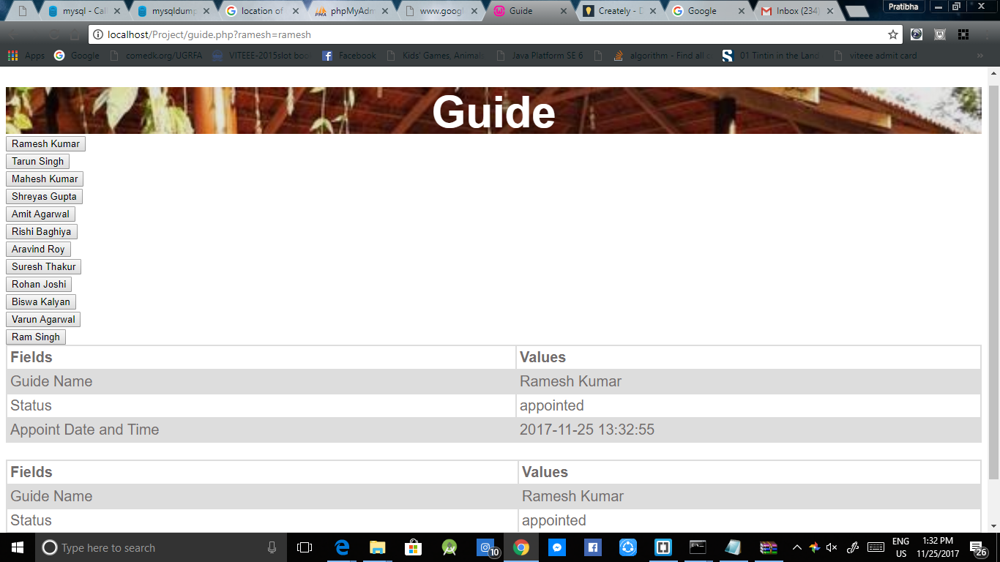 mysql - Cal
mysqldump
location of
phpMyAdm
www.googl
Guide
Creately - D
Google
Inbox (234)
Pratibha
localhost/Project/guide.php?ramesh=ramesh
Apps
Google
comedk.org/UGRFA
VITEEE-2015slot boo
Facebook
Kids' Games, Animals
Java Platform SE 6
algorithm - Find all c
01 Tintin in the Land
viteee admit card
»
Guide
Ramesh Kumar
Tarun Singh
Mahesh Kumar
Shreyas Gupta
Amit Agarwal
Rishi Baghiya
Aravind Roy
Suresh Thakur
Rohan Joshi
Biswa Kalyan
Varun Agarwal
Ram Singh
Fields Values
Guide Name Ramesh Kumar
Status appointed
Appoint Date and Time 2017-11-25 13:32:55
Fields Values
Guide Name Ramesh Kumar
Status appointed
Type here to search
10
ENG
US
1:32 PM
11/25/2017
26